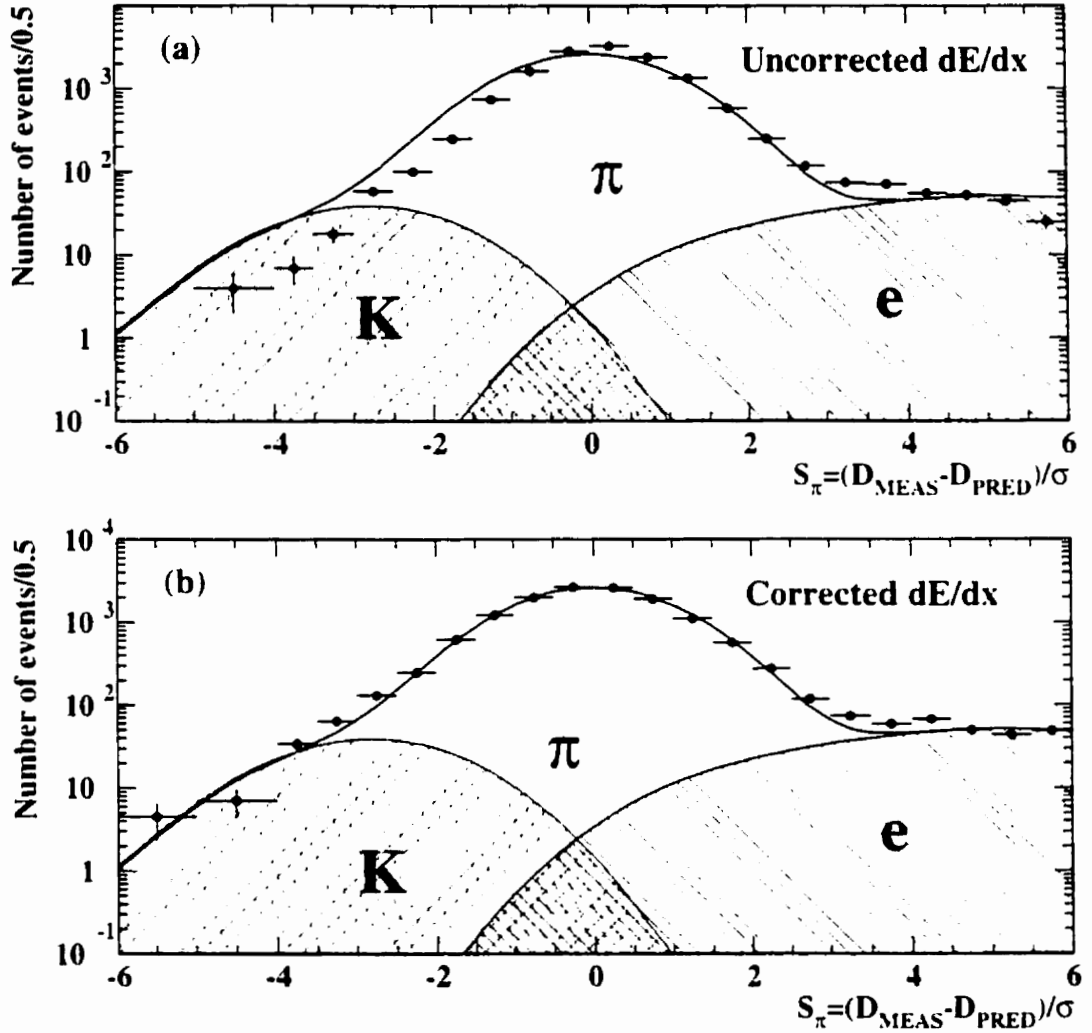 (a)
Uncorrected dE/dx
Number of events/0.5
10 3
10 2
10
1
10 -1
π
K
e
-6 -4 -2 0 2 4 6
S_π=(D_MEAS-D_PRED)/σ
(b)
Corrected dE/dx
Number of events/0.5
10 4
10 3
10 2
10
1
10 -1
π
K
e
-6 -4 -2 0 2 4 6
S_π=(D_MEAS-D_PRED)/σ